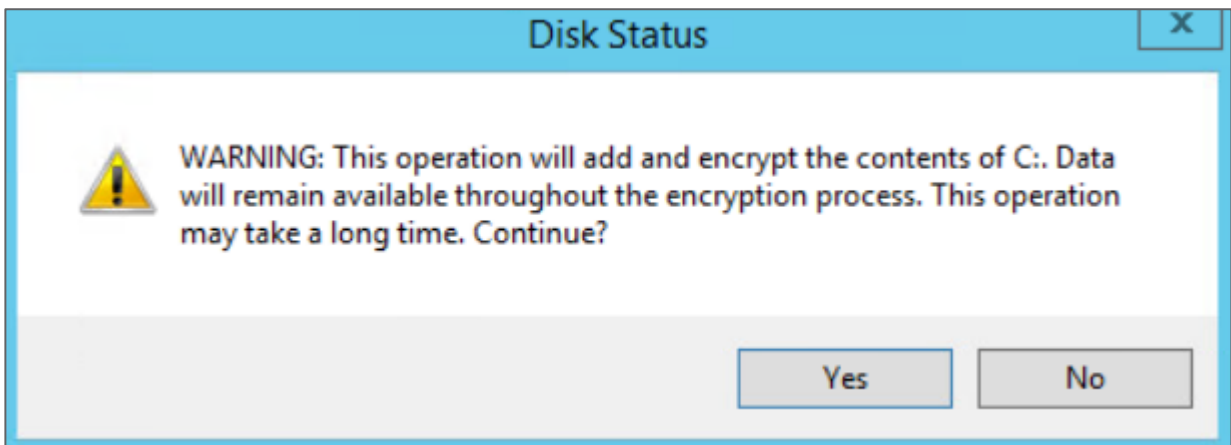 Disk Status
X
WARNING: This operation will add and encrypt the contents of C:. Data
will remain available throughout the encryption process. This operation
may take a long time. Continue?
Yes
No